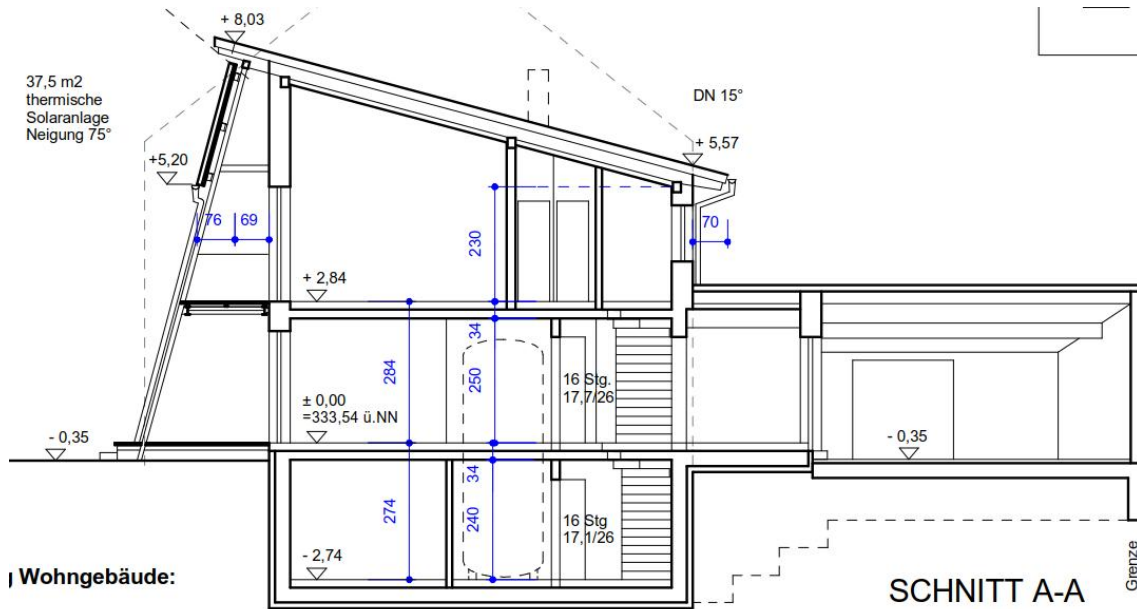 + 8,03
37,5 m2
thermische
Solaranlage
Neigung 75°
DN 15°
+ 5,57
+5,20
76
69
70
230
+ 2,84
34
284
250
16 Stg.
17,7/26
± 0,00
=333,54 ü.NN
- 0,35
- 0,35
34
274
240
16 Stg
17,1/26
- 2,74
Wohngebäude:
SCHNITT A-A
Grenze